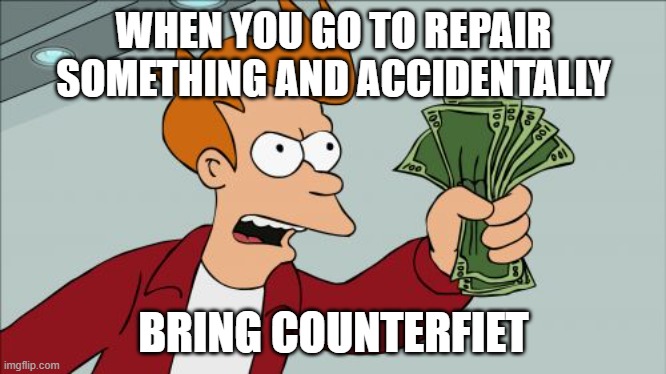 WHEN YOU GO TO REPAIR
SOMETHING AND ACCIDENTALLY
BRING COUNTERFIET
imgflip.com